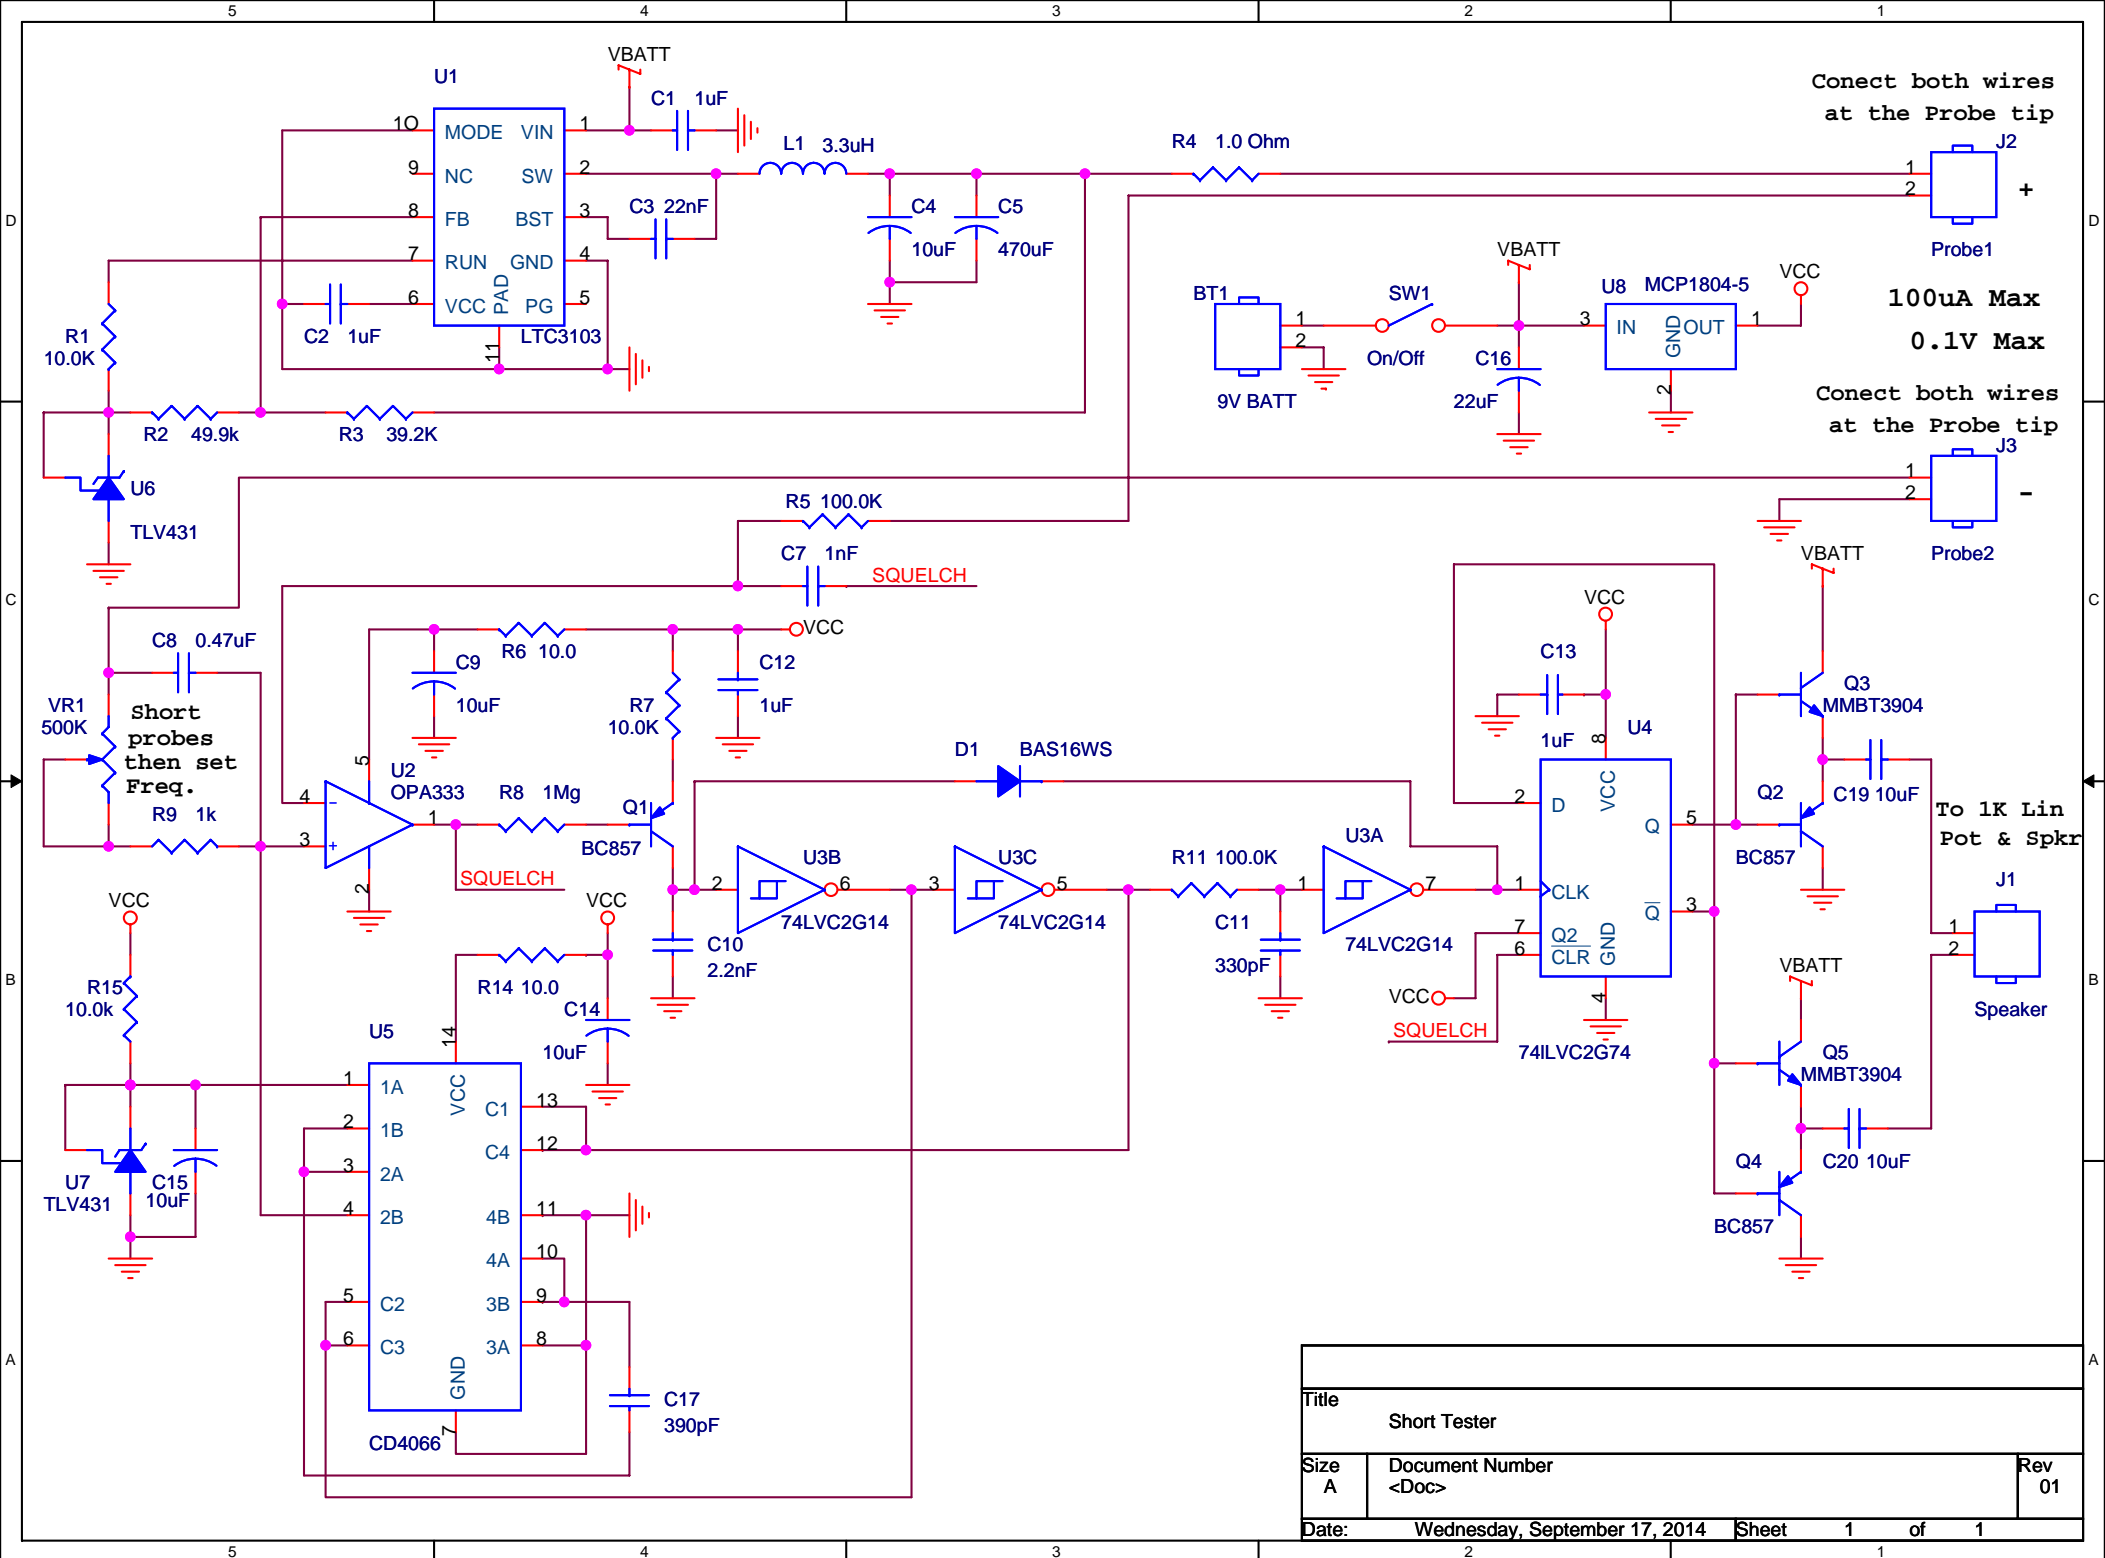 5 4 3 2 1
D D
C C
B B
A A
5 4 3 2 1
U1
VBATT
C1 1uF
10 MODE VIN 1
9 NC SW 2
8 FB BST 3
7 RUN GND 4
6 VCC PAD PG 5
11
LTC3103
L1 3.3uH
C3 22nF
C4
10uF
C5
470uF
C2 1uF
R1
10.0K
R2 49.9k
R3 39.2K
U6
TLV431
R4 1.0 Ohm
Conect both wires
at the Probe tip
J2
1
2
+
Probe1
100uA Max
0.1V Max
Conect both wires
at the Probe tip
J3
1
2
-
Probe2
BT1
1
2
9V BATT
SW1
On/Off
VBATT
C16
22uF
U8 MCP1804-5
3 IN GND OUT 1
2
VCC
R5 100.0K
C7 1nF
SQUELCH
VCC
R6 10.0
C9
10uF
C12
1uF
R7
10.0K
C8 0.47uF
VR1
500K
Short
probes
then set
Freq.
R9 1k
U2
OPA333
5
4 -
3 +
1
2
R8 1Mg
Q1
BC857
SQUELCH
D1 BAS16WS
U3B
2 6
74LVC2G14
U3C
3 5
74LVC2G14
R11 100.0K
U3A
1 7
74LVC2G14
C10
2.2nF
C11
330pF
VCC
C13
1uF
U4
8
VCC
2 D
Q 5
1 CLK
Q 3
7 Q2
6 CLR
GND
4
74ILVC2G74
VCC
SQUELCH
VBATT
Q3
MMBT3904
Q2
BC857
C19 10uF
To 1K Lin
Pot & Spkr
J1
1
2
Speaker
VBATT
Q5
MMBT3904
C20 10uF
Q4
BC857
VCC
R15
10.0k
U7
TLV431
C15
10uF
VCC
R14 10.0
C14
10uF
U5
14
VCC
1 1A
2 1B
3 2A
4 2B
5 C2
6 C3
C1 13
C4 12
4B 11
4A 10
3B 9
3A 8
GND
7
CD4066
C17
390pF
Title
Short Tester
Size
A
Document Number
<Doc>
Rev
01
Date: Wednesday, September 17, 2014 Sheet 1 of 1